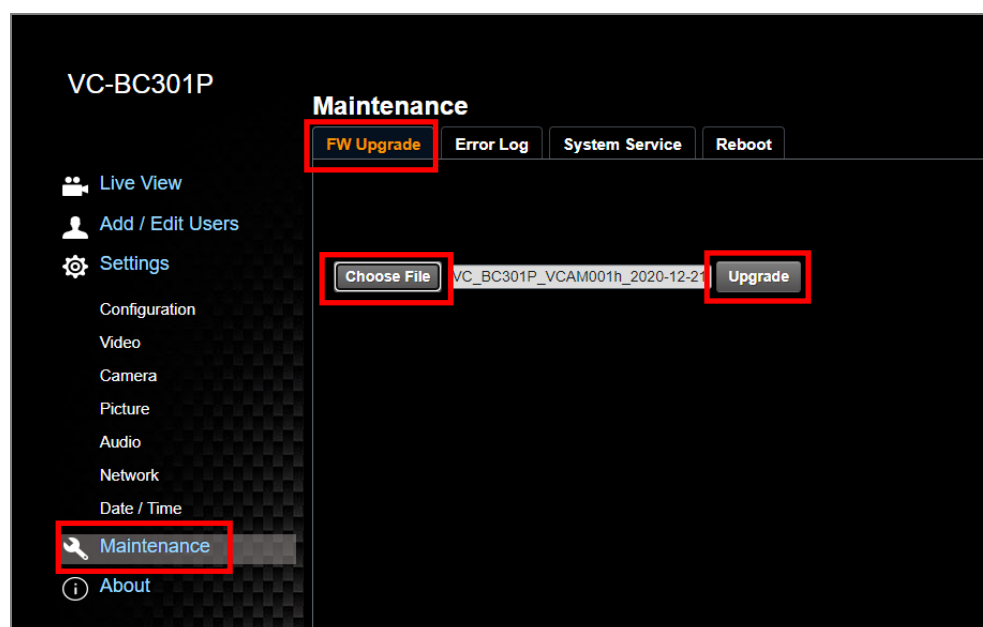 VC-BC301P
Maintenance
FW Upgrade Error Log System Service Reboot
Live View
Add / Edit Users
Settings
Choose File VC_BC301P_VCAM001h_2020-12-21 Upgrade
Configuration
Video
Camera
Picture
Audio
Network
Date / Time
Maintenance
About